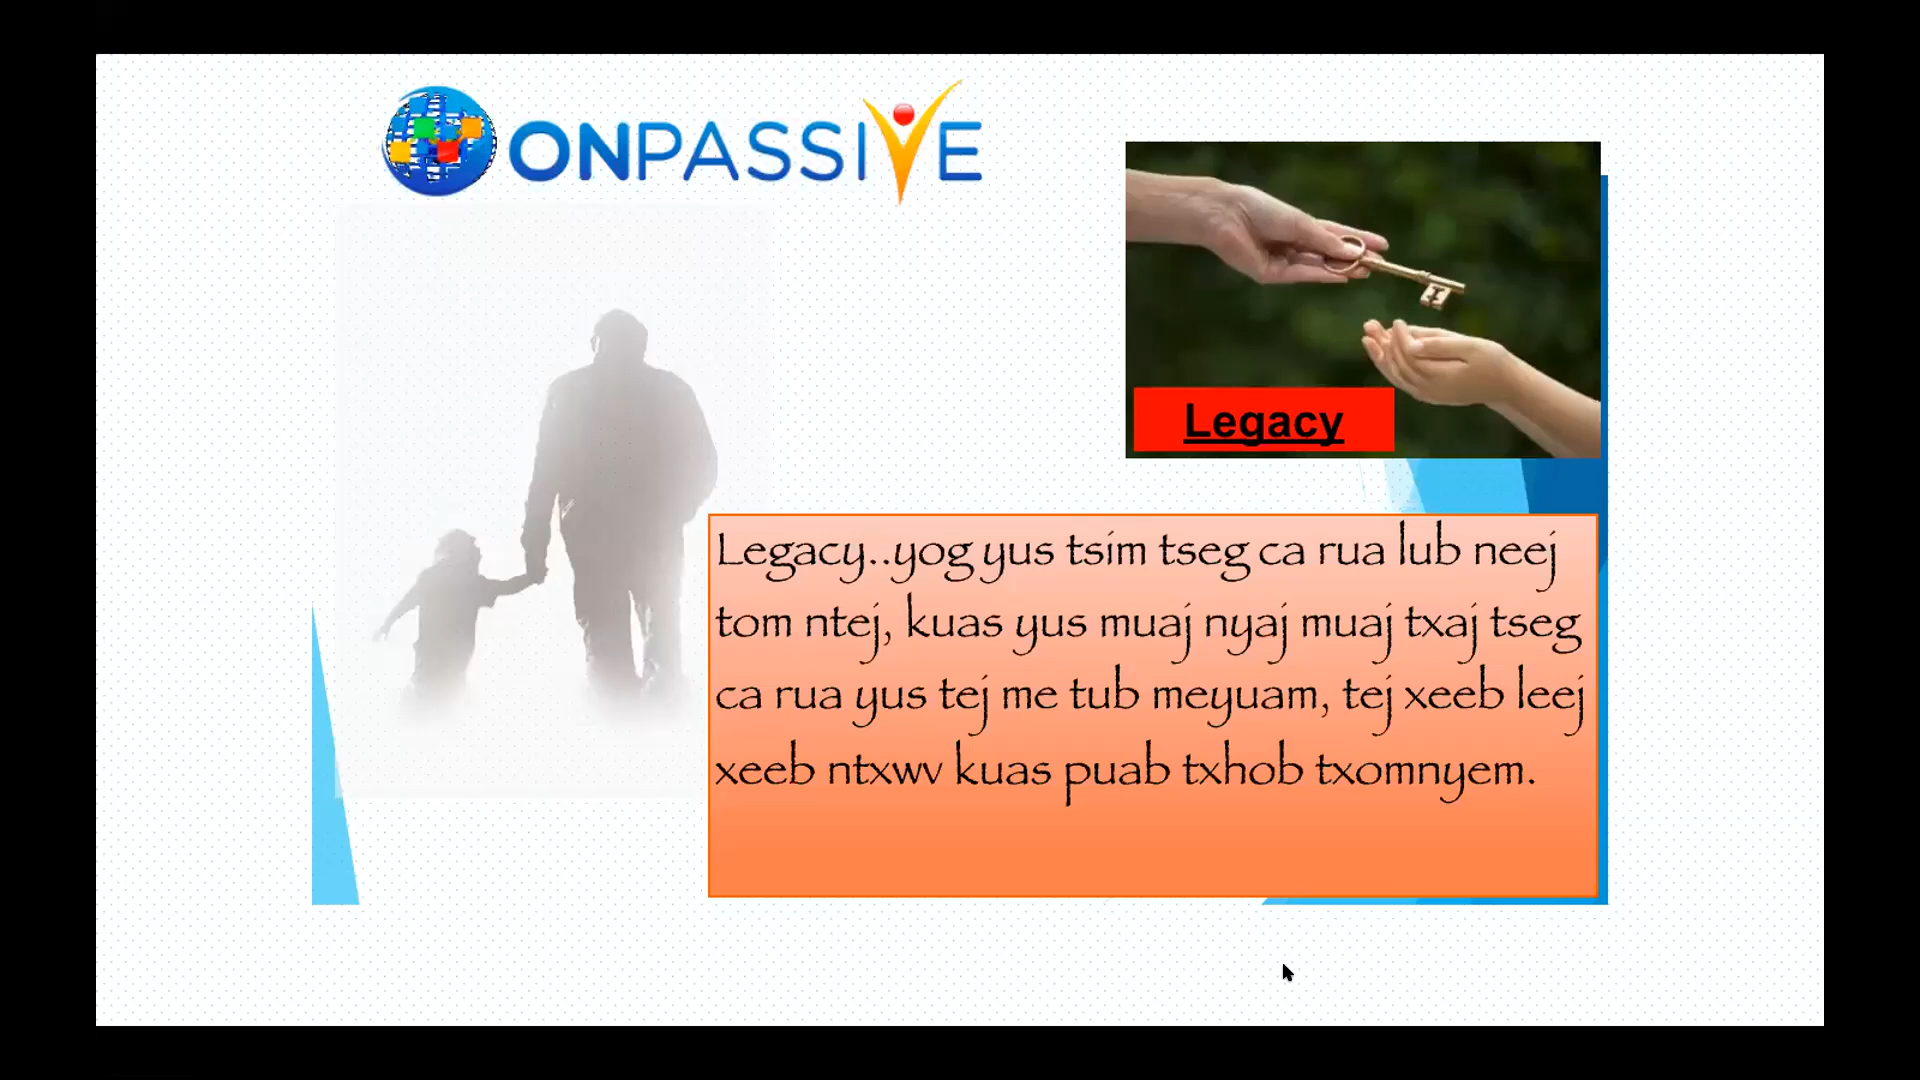 ONPASSIVE
Legacy
Legacy..yog yus tsim tseg ca rua lub neej
tom ntej, kuas yus muaj nyaj muaj txaj tseg
ca rua yus tej me tub meyuam, tej xeeb leej
xeeb ntxwv kuas puab txhob txomnyem.